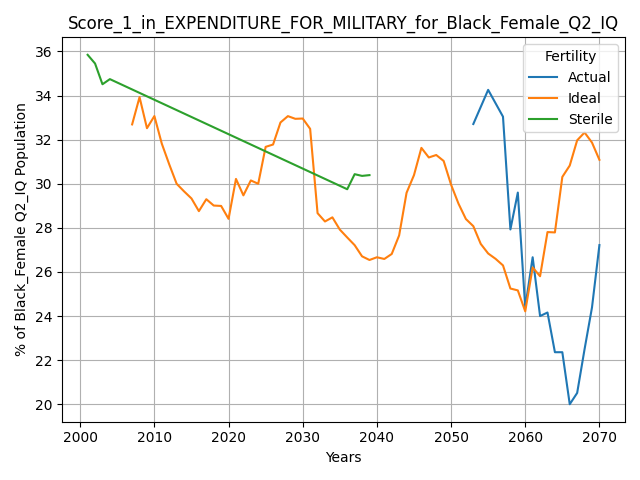 Score_1_in_EXPENDITURE_FOR_MILITARY_for_Black_Female_Q2_IQ
Fertility
Actual
Ideal
Sterile
% of Black_Female Q2_IQ Population
36
34
32
30
28
26
24
22
20
2000 2010 2020 2030 2040 2050 2060 2070
Years